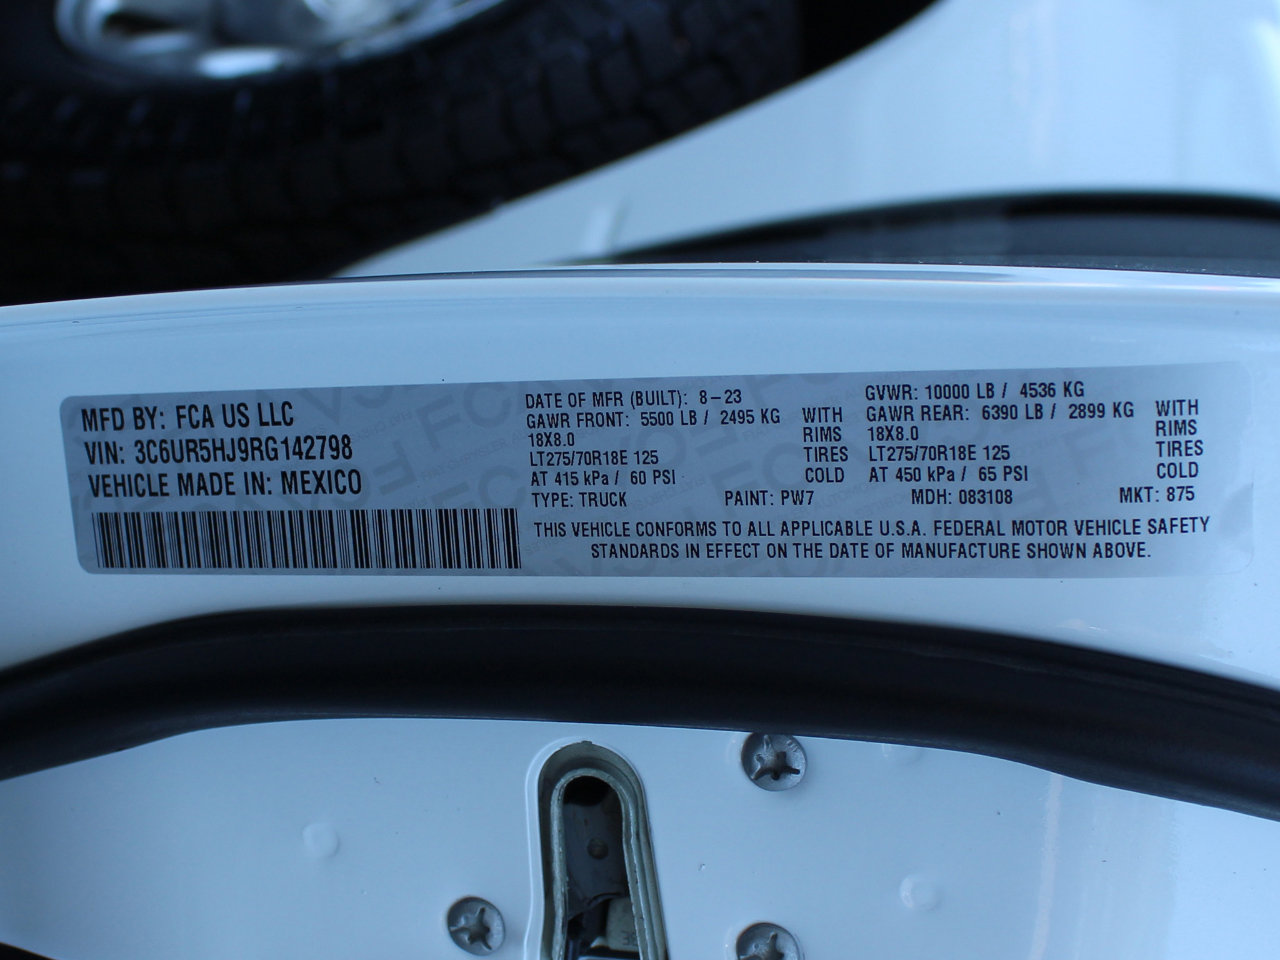 MFD BY: FCA US LLC
VIN: 3C6UR5HJ9RG142798
VEHICLE MADE IN: MEXICO
DATE OF MFR (BUILT): 8-23
GAWR FRONT: 5500 LB / 2495 KG WITH
18X8.0 RIMS
LT275/70R18E 125 TIRES
AT 415 kPa / 60 PSI COLD
GVWR: 10000 LB / 4536 KG
GAWR REAR: 6390 LB / 2899 KG WITH
18X8.0 RIMS
LT275/70R18E 125 TIRES
AT 450 kPa / 65 PSI COLD
TYPE: TRUCK PAINT: PW7 MDH: 083108 MKT: 875
THIS VEHICLE CONFORMS TO ALL APPLICABLE U.S.A. FEDERAL MOTOR VEHICLE SAFETY
STANDARDS IN EFFECT ON THE DATE OF MANUFACTURE SHOWN ABOVE.